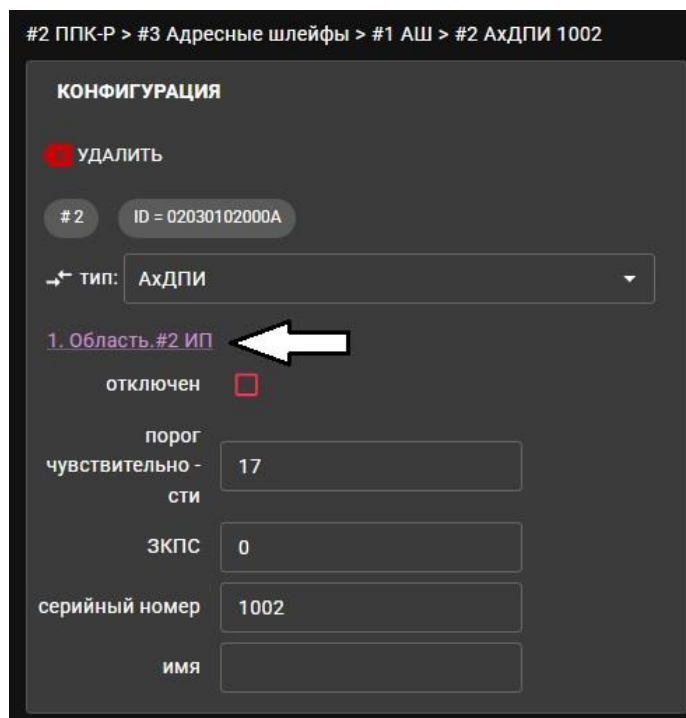 #2 ППК-Р > #3 Адресные шлейфы > #1 АШ > #2 АхДПИ 1002
КОНФИГУРАЦИЯ
УДАЛИТЬ
# 2 ID = 02030102000A
тип: АхДПИ
1. Область.#2 ИП
отключен
порог
чувствительно -
сти
17
ЗКПС 0
серийный номер 1002
имя